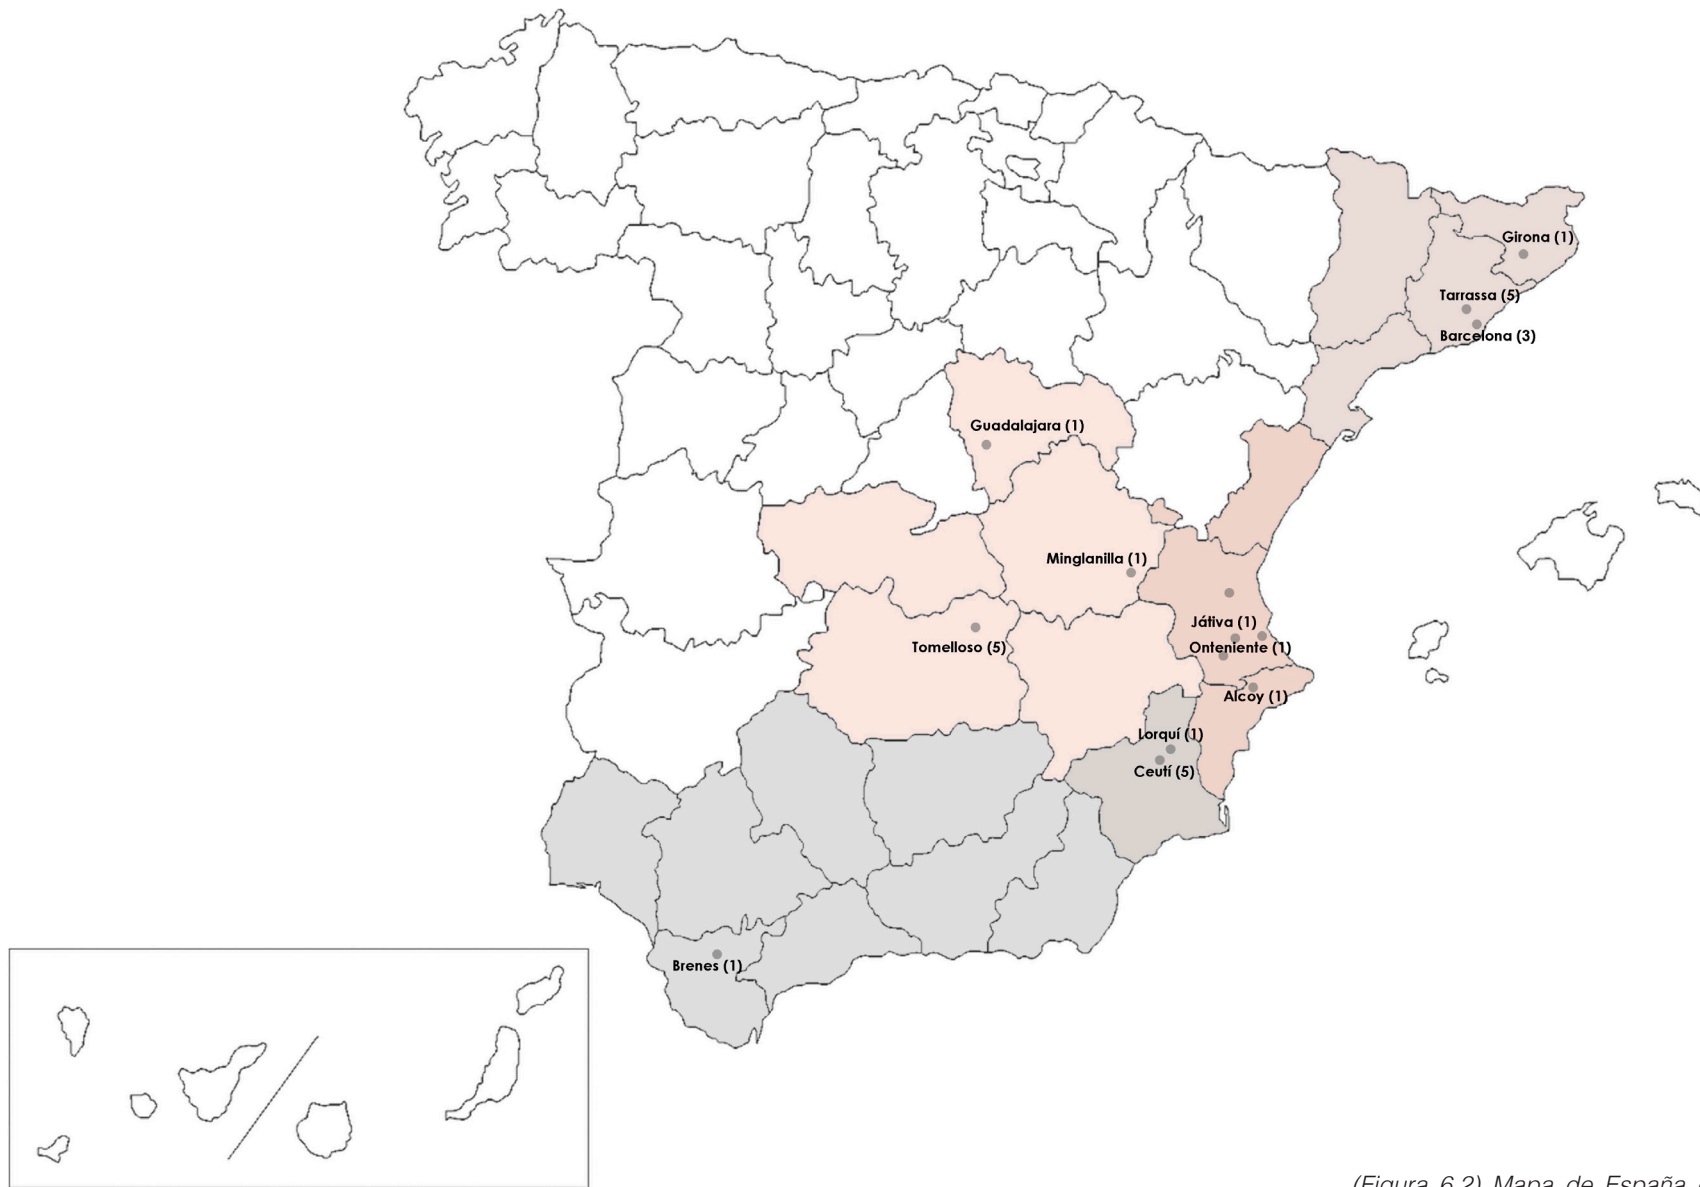 Girona (1)
Tarrassa (5)
Barcelona (3)
Guadalajara (1)
Minglanilla (1)
Játiva (1)
Tomelloso (5)
Onteniente (1)
Alcoy (1)
Lorquí (1)
Ceutí (5)
Brenes (1)
(Figura 6.2) Mapa de España